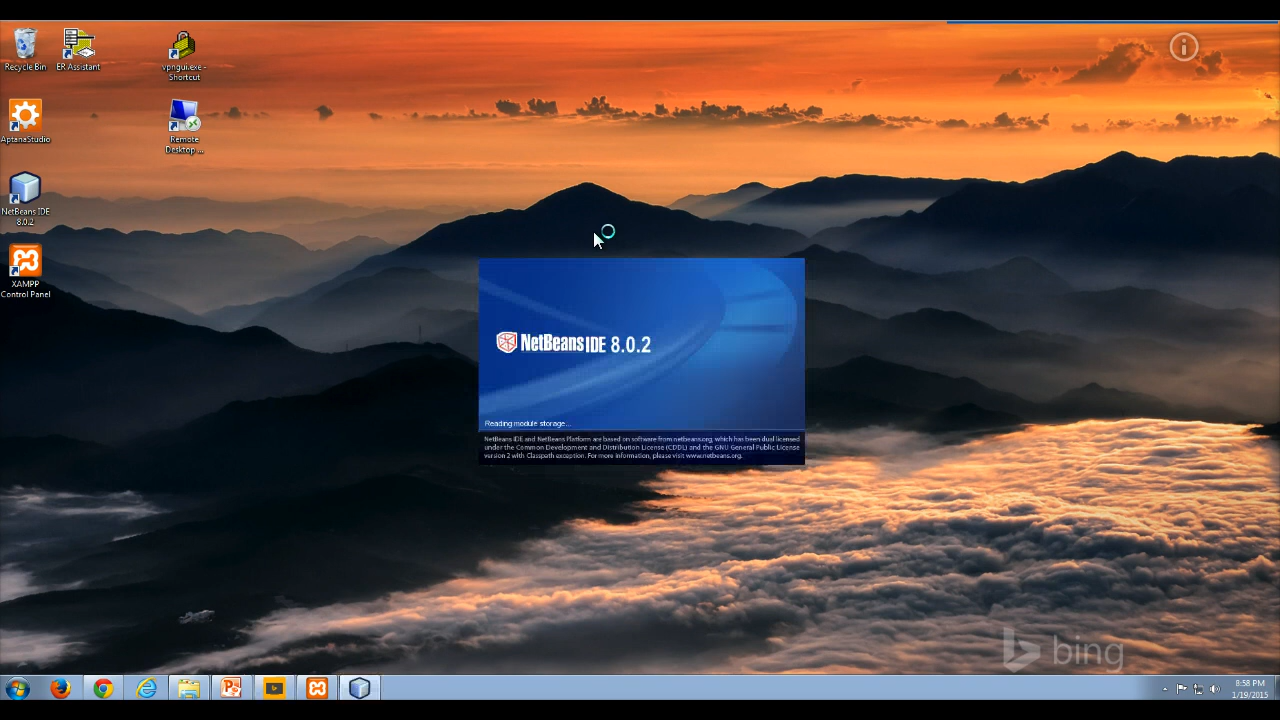 Recycle Bin
ER Assistant
vpngui.exe -
Shortcut
AptanaStudio
Remote
Desktop ...
NetBeans IDE
8.0.2
XAMPP
Control Panel
NetBeans IDE 8.0.2
Reading module storage...
NetBeans IDE and NetBeans Platform are based on software from netbeans.org, which has been dual licensed
under the Common Development and Distribution License (CDDL) and the GNU General Public License
version 2 with Classpath exception. For more information, please visit www.netbeans.org.
bing
8:58 PM
1/19/2015